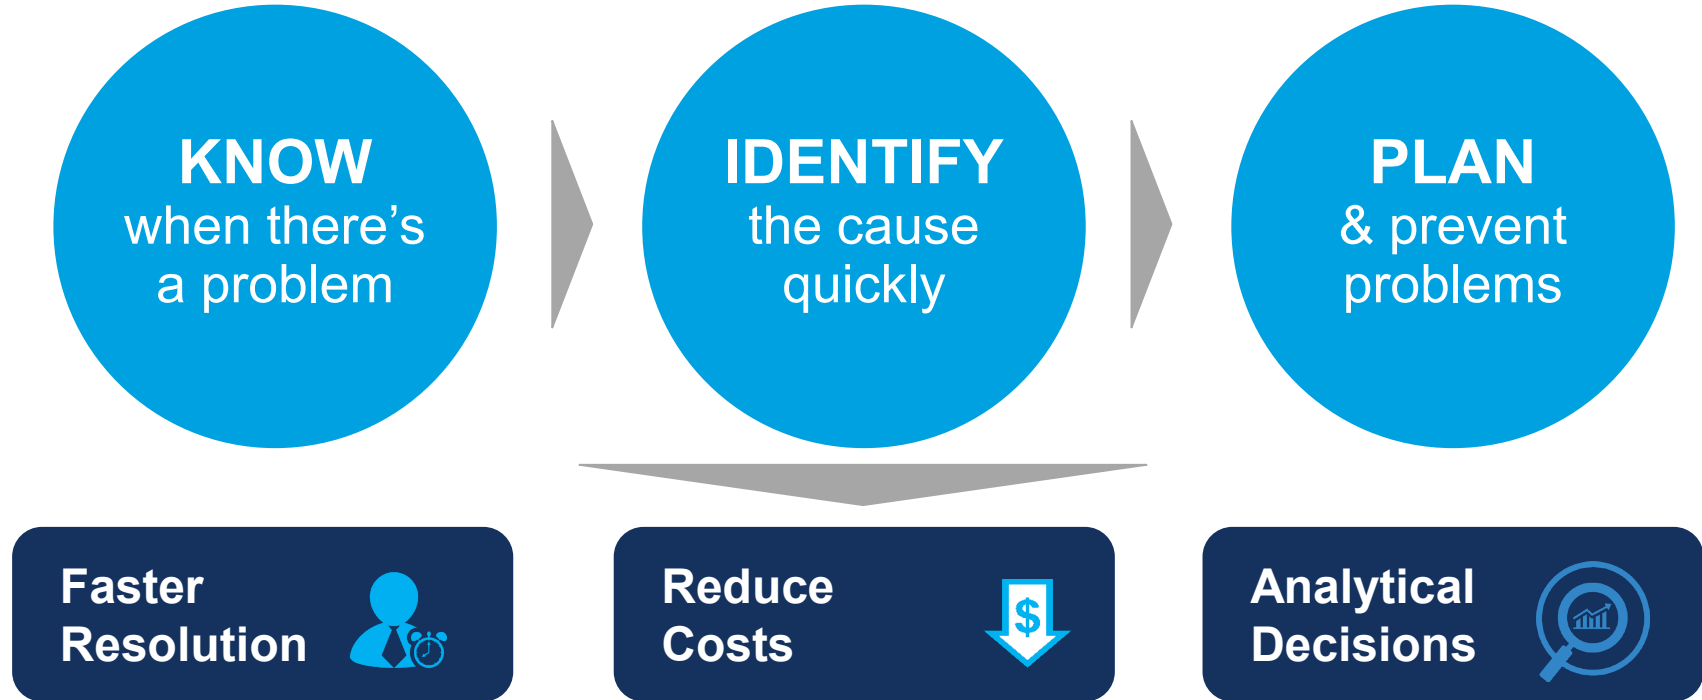 KNOW
when there’s
a problem
IDENTIFY
the cause
quickly
PLAN
& prevent
problems
Faster
Resolution
Reduce
Costs
$
Analytical
Decisions